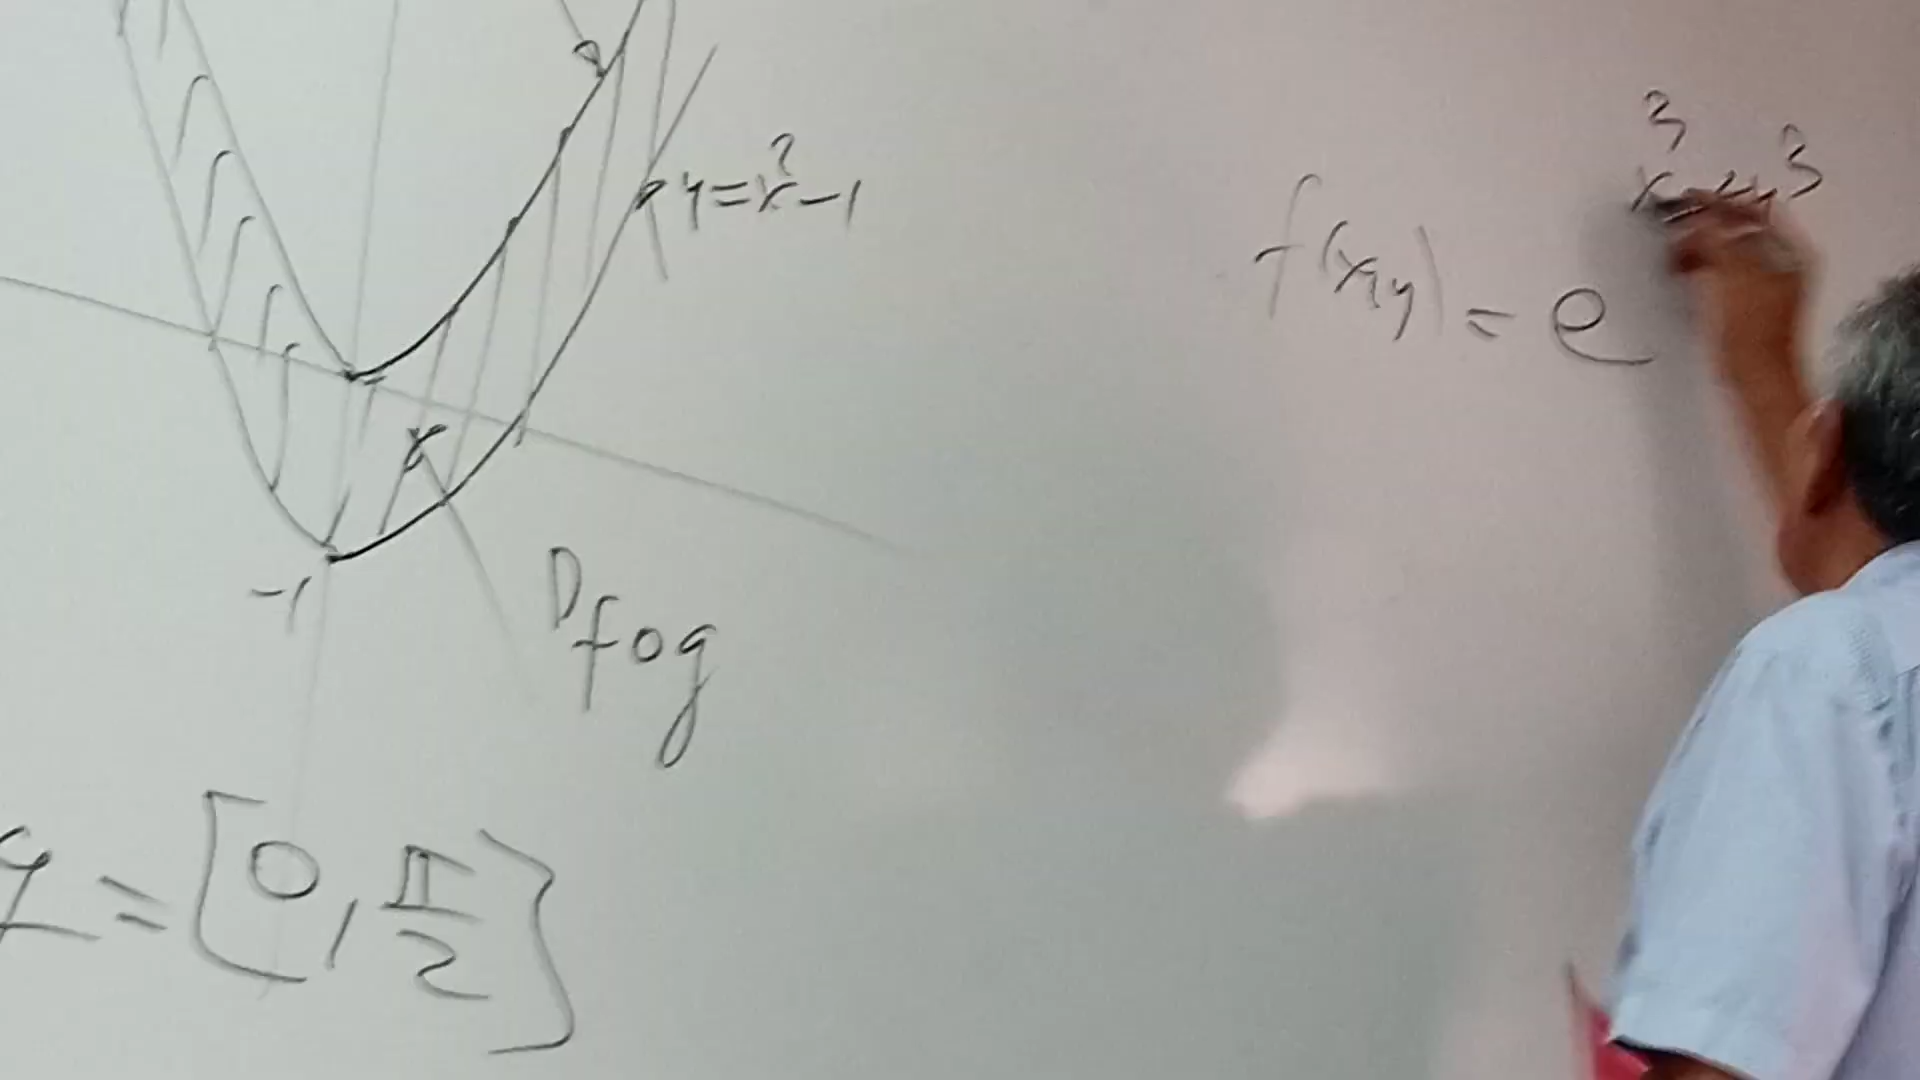 y=x²-1
-1
D_fog
= [0, π/2]
f(x,y) = e